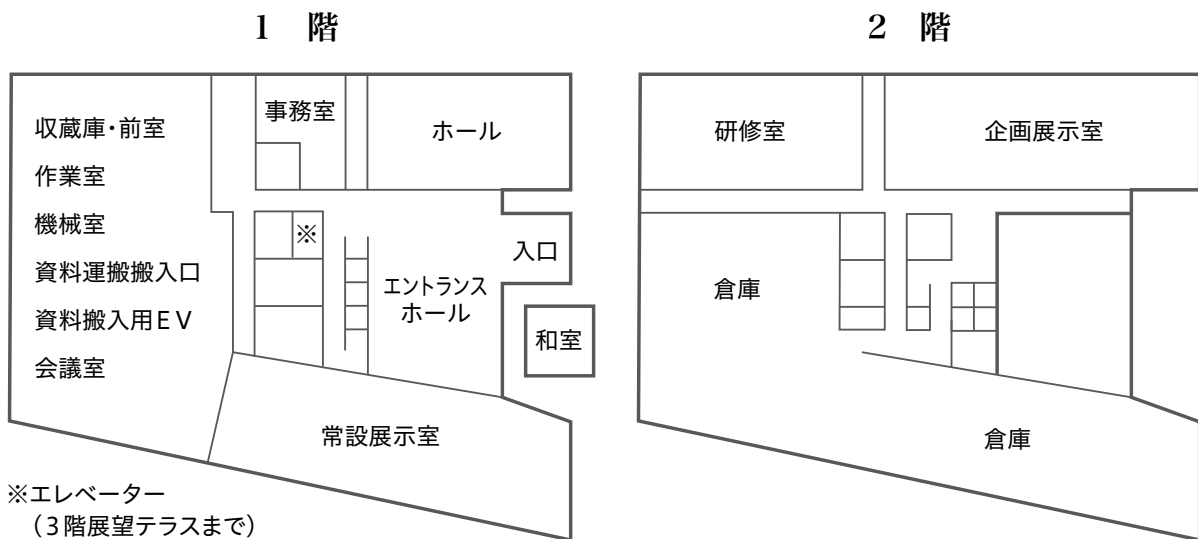 1 階
事務室
ホール
収蔵庫・前室
作業室
機械室
資料運搬搬入口
資料搬入用EV
会議室
※
入口
エントランス
ホール
和室
常設展示室
※エレベーター
（3階展望テラスまで）
2 階
研修室
企画展示室
倉庫
倉庫